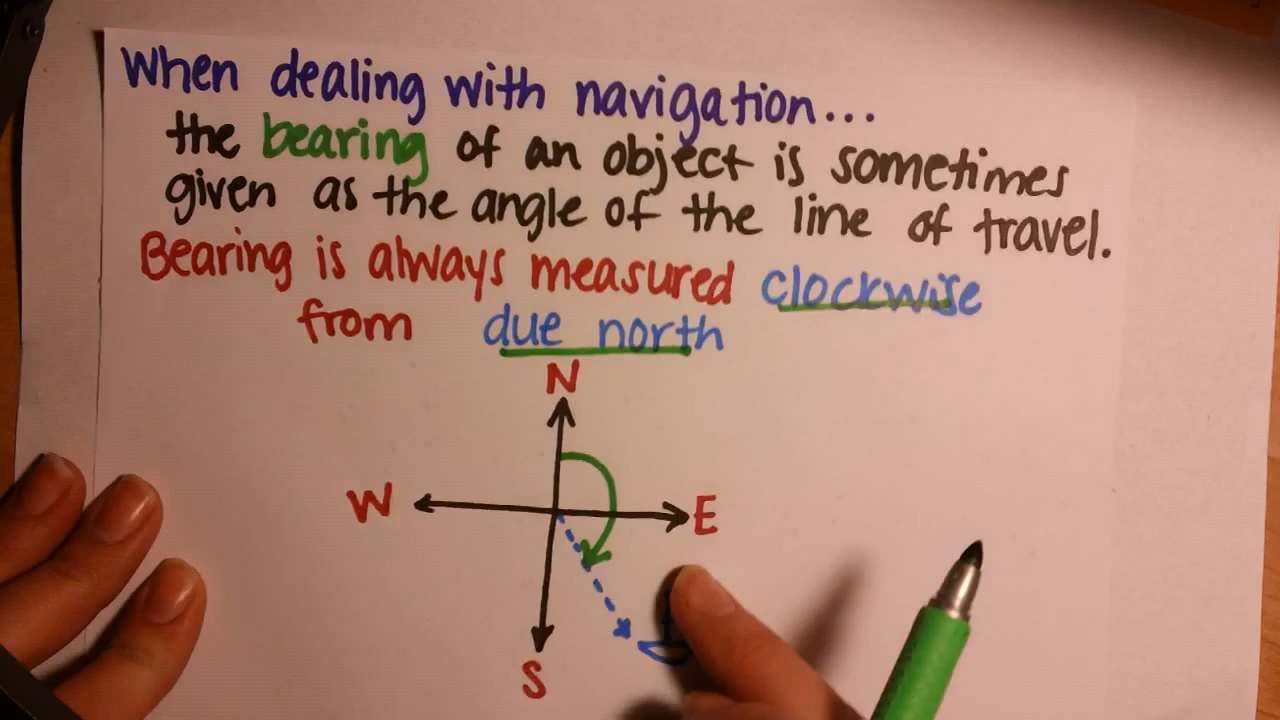 When dealing with navigation...
the bearing of an object is sometimes
given as the angle of the line of travel.
Bearing is always measured clockwise
from due north
N
W E
S